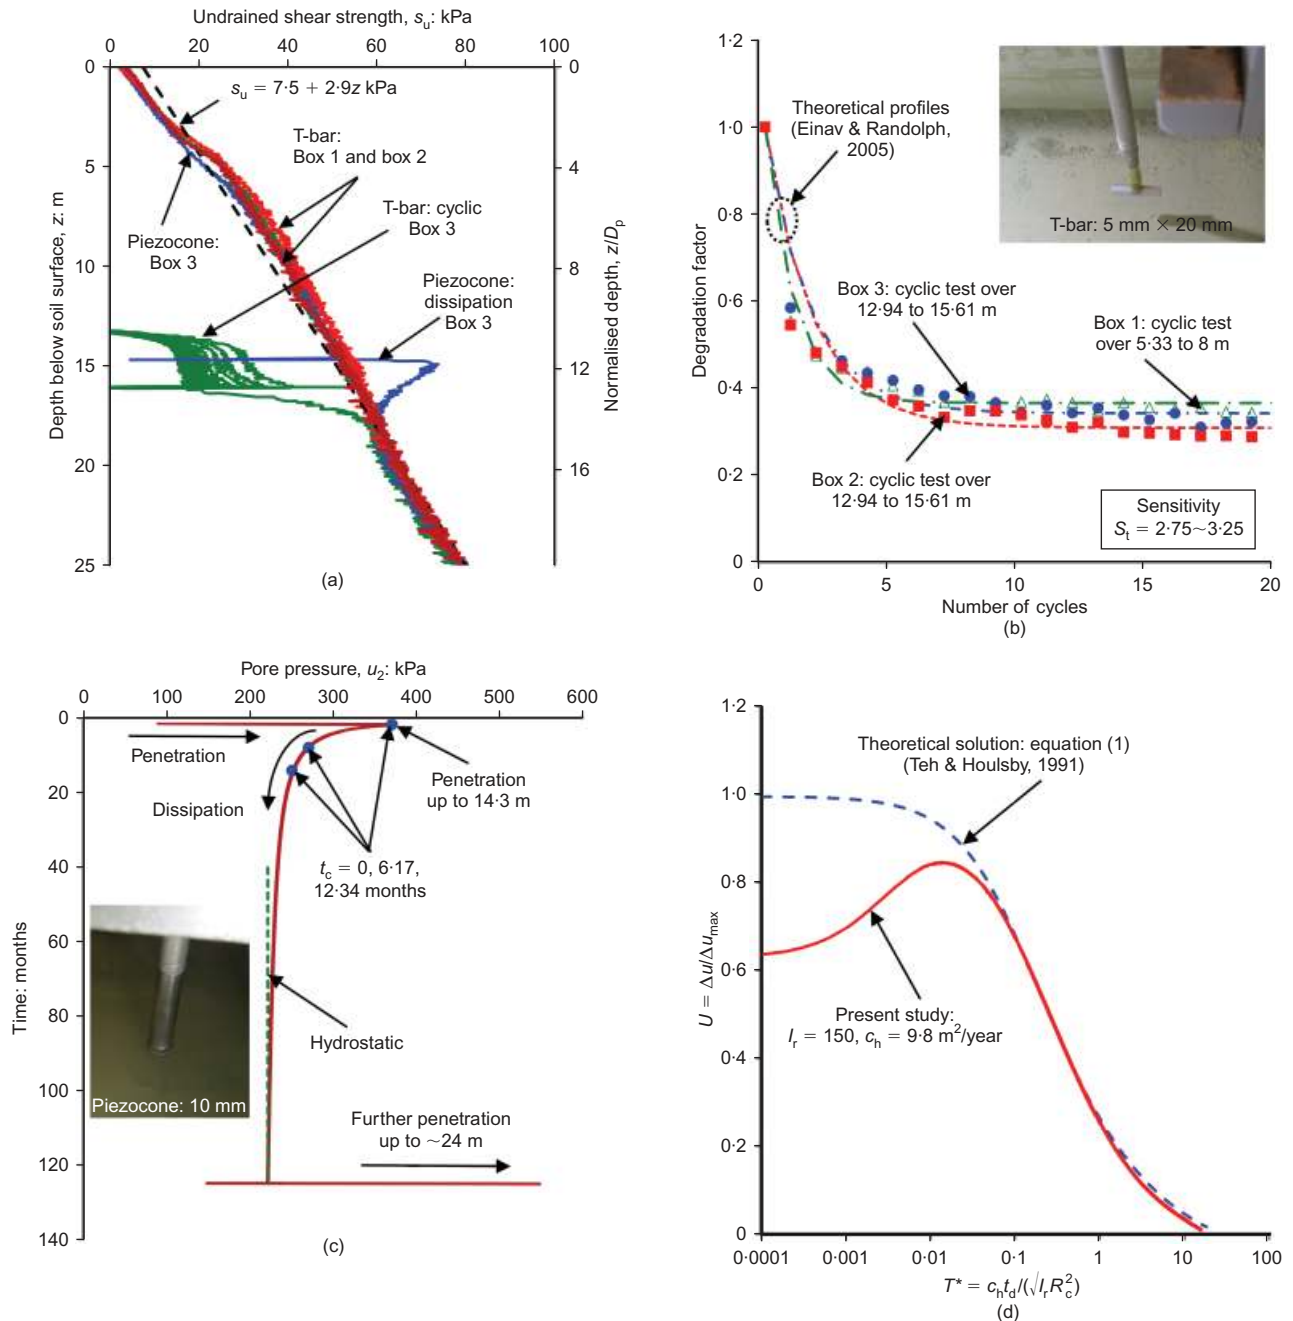 Undrained shear strength, su: kPa
0 20 40 60 80 100
0
5
10
15
20
25
Depth below soil surface, z: m
0
4
8
12
16
Normalised depth, z/Dp
su = 7·5 + 2·9z kPa
T-bar:
Box 1 and box 2
T-bar: cyclic
Box 3
Piezocone:
Box 3
Piezocone:
dissipation
Box 3
(a)
1·2
1·0
0·8
0·6
0·4
0·2
0
Degradation factor
Theoretical profiles
(Einav & Randolph,
2005)
T-bar: 5 mm × 20 mm
Box 3: cyclic test over
12·94 to 15·61 m
Box 1: cyclic test
over 5·33 to 8 m
Box 2: cyclic test over
12·94 to 15·61 m
Sensitivity
St = 2·75~3·25
0 5 10 15 20
Number of cycles
(b)
Pore pressure, u2: kPa
0 100 200 300 400 500 600
0
20
40
60
80
100
120
140
Time: months
Penetration
Dissipation
Penetration
up to 14·3 m
tc = 0, 6·17,
12·34 months
Hydrostatic
Piezocone: 10 mm
Further penetration
up to ~24 m
(c)
1·2
1·0
0·8
0·6
0·4
0·2
0
U = Δu/Δumax
Theoretical solution: equation (1)
(Teh & Houlsby, 1991)
Present study:
Ir = 150, ch = 9·8 m²/year
0·0001 0·001 0·01 0·1 1 10 100
T* = chtd/(√IrRc²)
(d)